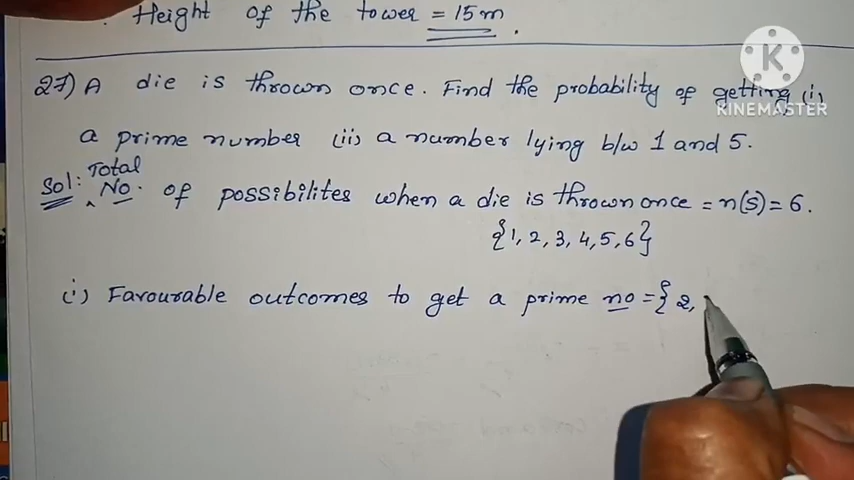 Height of the tower = 15m.
K
KINEMASTER
27) A die is thrown once. Find the probability of getting (i)
a prime number (ii) a number lying b/w 1 and 5.
Total
Sol: No. of possibilites when a die is thrown once = n(s) = 6.
{1, 2, 3, 4, 5, 6}
(i) Favourable outcomes to get a prime no = { 2,